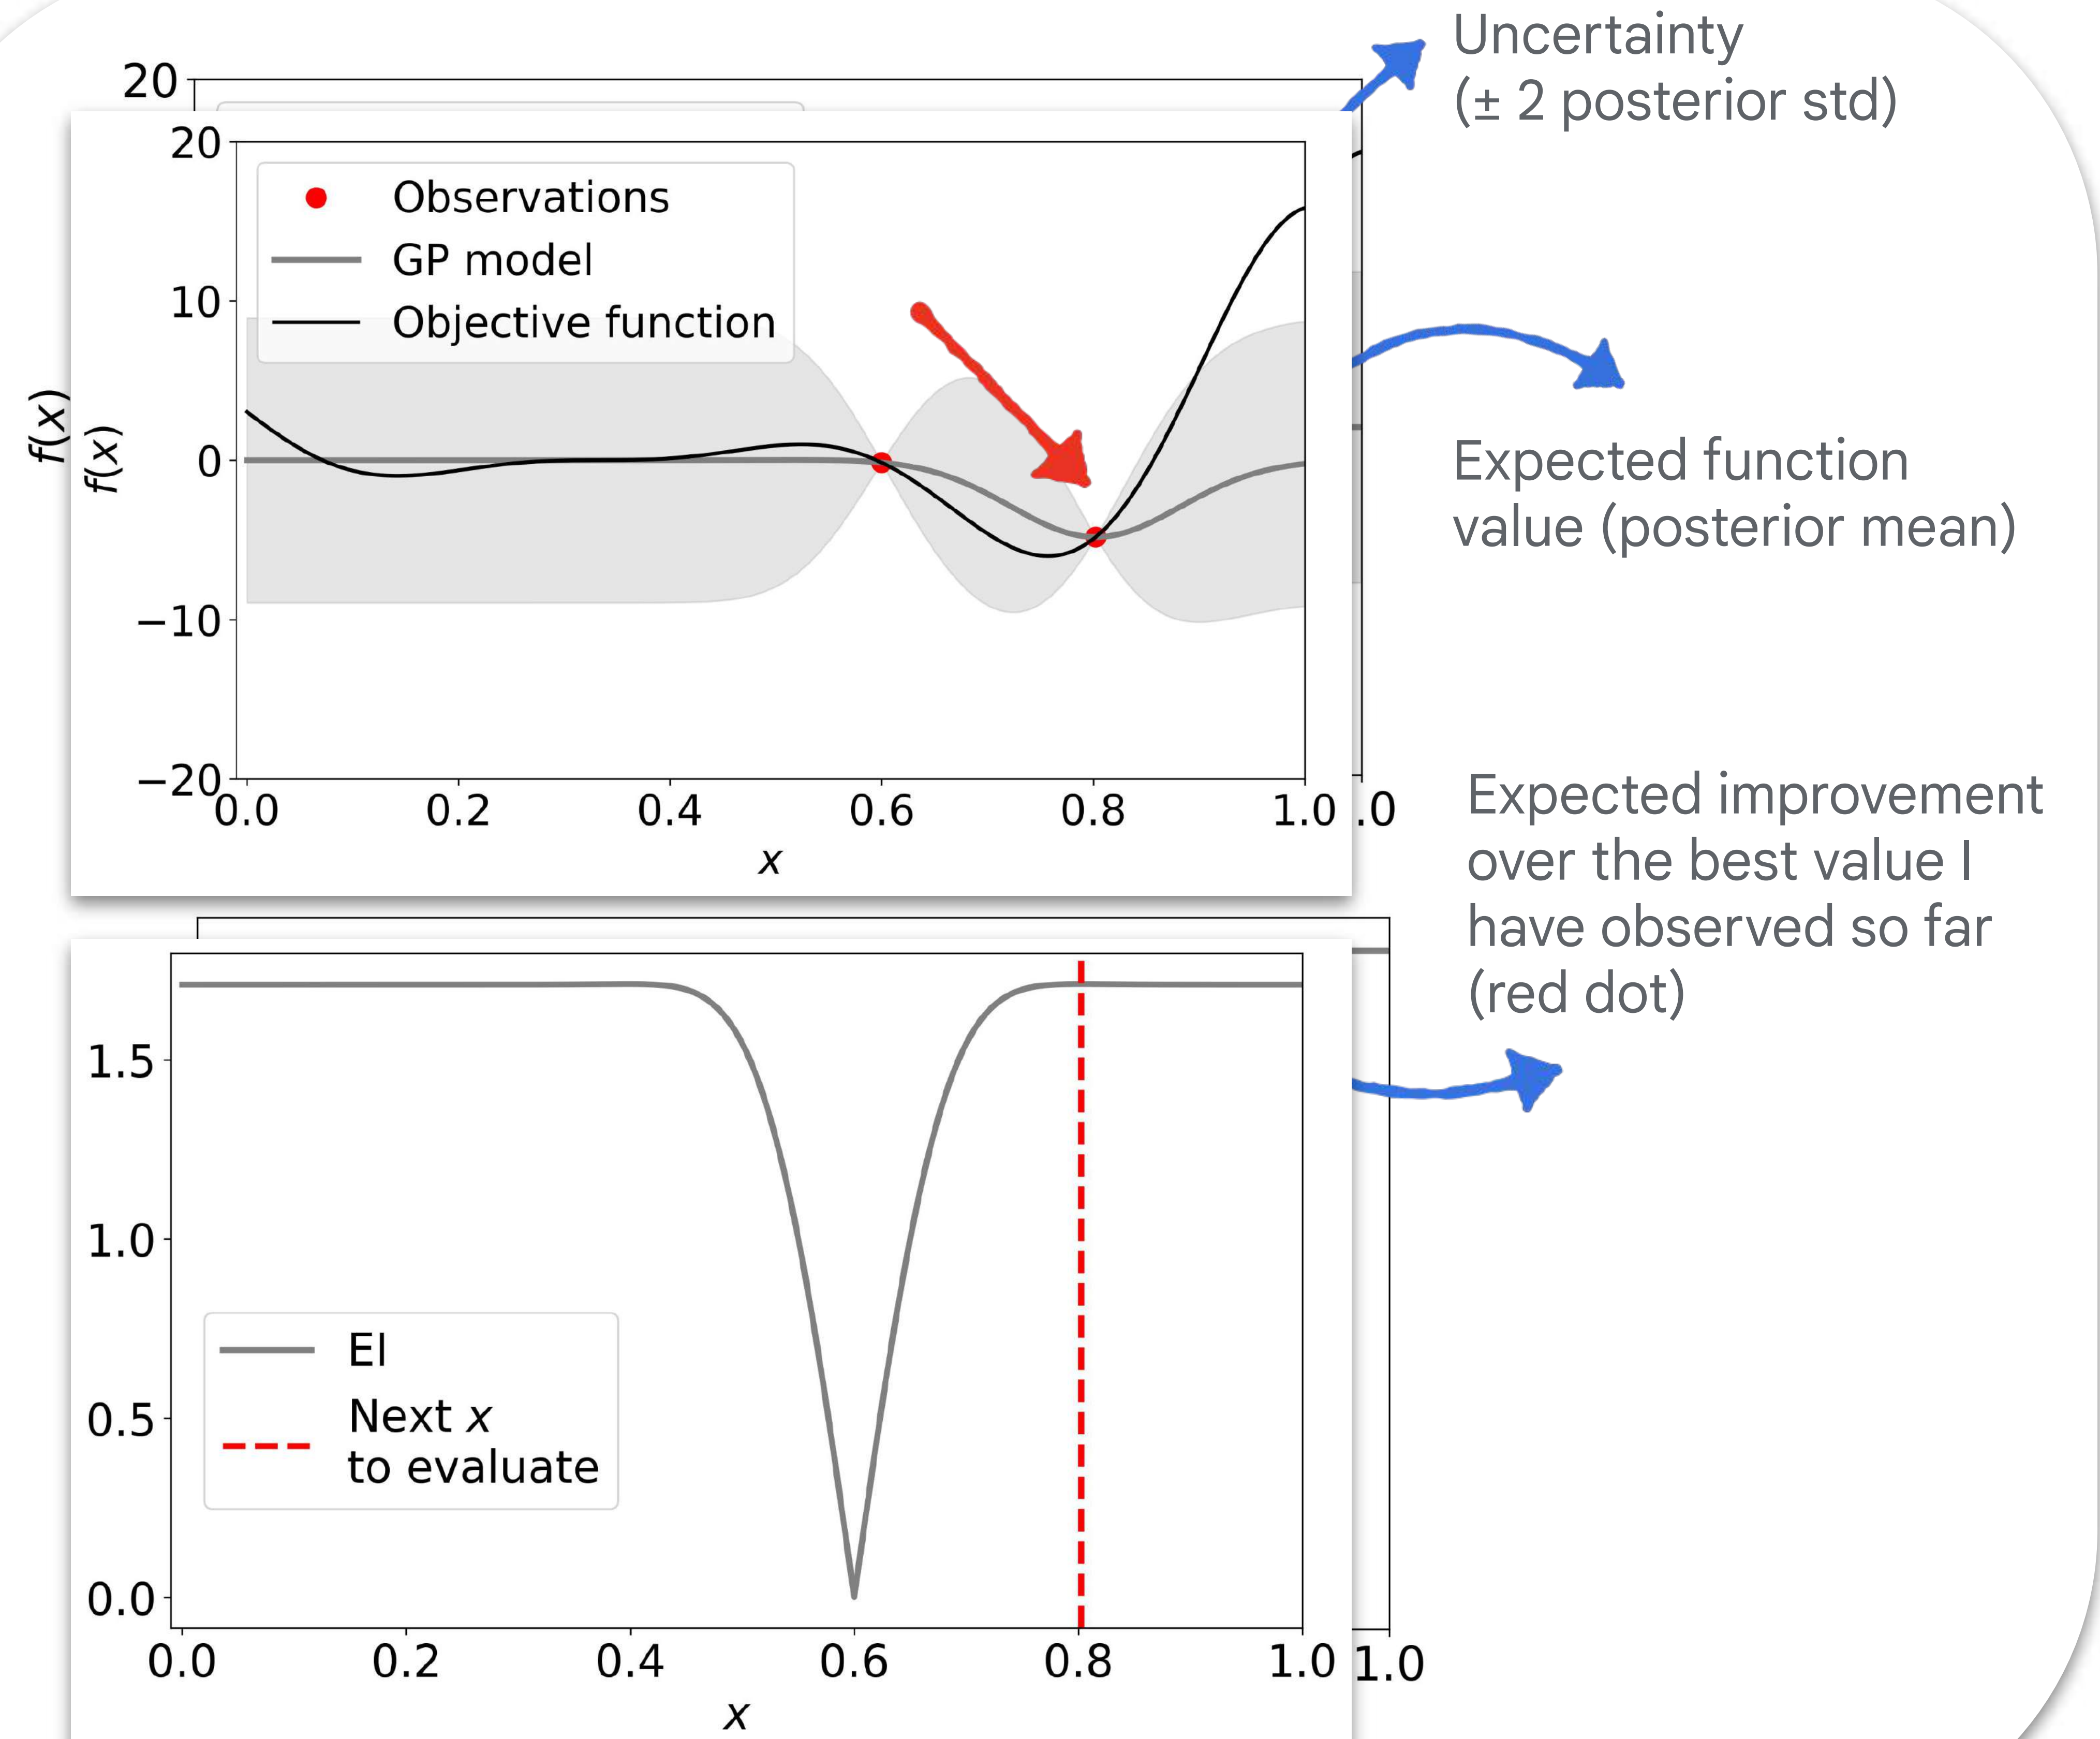 Uncertainty
(± 2 posterior std)
20
20
Observations
GP model
Objective function
10
0
−10
−20
f(x)
f(x)
0.0 0.2 0.4 0.6 0.8 1.0 .0
x
Expected function
value (posterior mean)
Expected improvement
over the best value I
have observed so far
(red dot)
1.5
1.0
0.5
0.0
EI
Next x
to evaluate
0.0 0.2 0.4 0.6 0.8 1.0 1.0
x